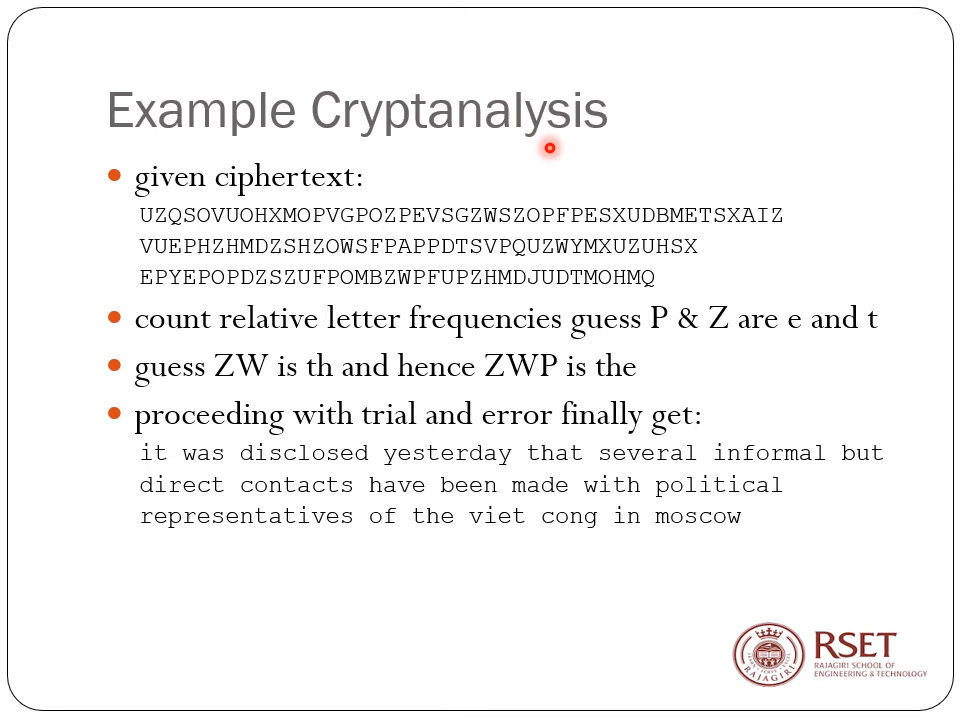 Example Cryptanalysis
given ciphertext:
UZQSOVUOHXMOPVGPOZPEVSGZWSZOPFPESXUDBMETSXAIZ
VUEPHZHMDZSHZOWSFPAPPDTSVPQUZWYMXUZUHSX
EPYEPOPDZSZUFPOMBZWPFUPZHMDJUDTMOHMQ
count relative letter frequencies guess P & Z are e and t
guess ZW is th and hence ZWP is the
proceeding with trial and error finally get:
it was disclosed yesterday that several informal but
direct contacts have been made with political
representatives of the viet cong in moscow
RSET
RAJAGIRI SCHOOL OF
ENGINEERING & TECHNOLOGY
RAJAGIRI